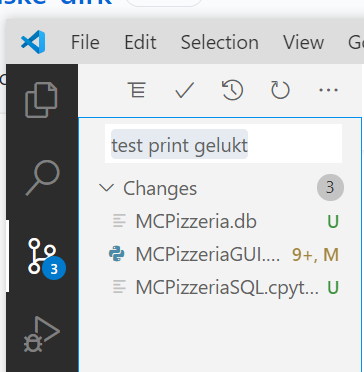 File Edit Selection View
test print gelukt
Changes 3
MCPizzeria.db U
MCPizzeriaGUI.... 9+, M
MCPizzeriaSQL.cpyt... U
3